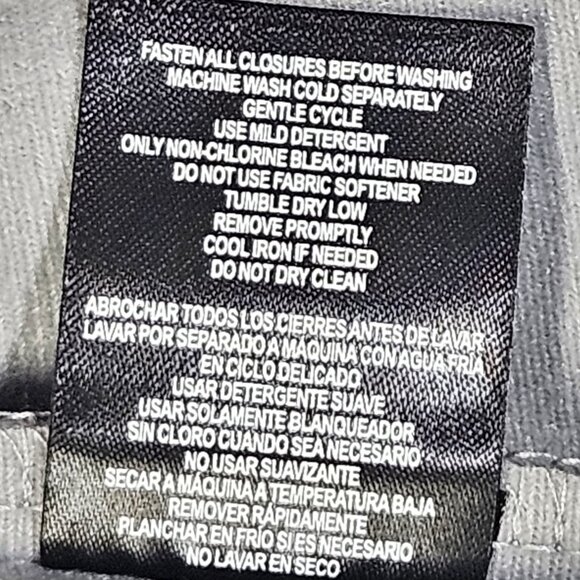 FASTEN ALL CLOSURES BEFORE WASHING
MACHINE WASH COLD SEPARATELY
GENTLE CYCLE
USE MILD DETERGENT
ONLY NON-CHLORINE BLEACH WHEN NEEDED
DO NOT USE FABRIC SOFTENER
TUMBLE DRY LOW
REMOVE PROMPTLY
COOL IRON IF NEEDED
DO NOT DRY CLEAN
ABROCHAR TODOS LOS CIERRES ANTES DE LAVAR
LAVAR POR SEPARADO A MAQUINA CON AGUA FRIA
EN CICLO DELICADO
USAR DETERGENTE SUAVE
USAR SOLAMENTE BLANQUEADOR
SIN CLORO CUANDO SEA NECESARIO
NO USAR SUAVIZANTE
SECAR A MÁQUINA A TEMPERATURA BAJA
REMOVER RÁPIDAMENTE
PLANCHAR EN FRÍO SI ES NECESARIO
NO LAVAR EN SECO